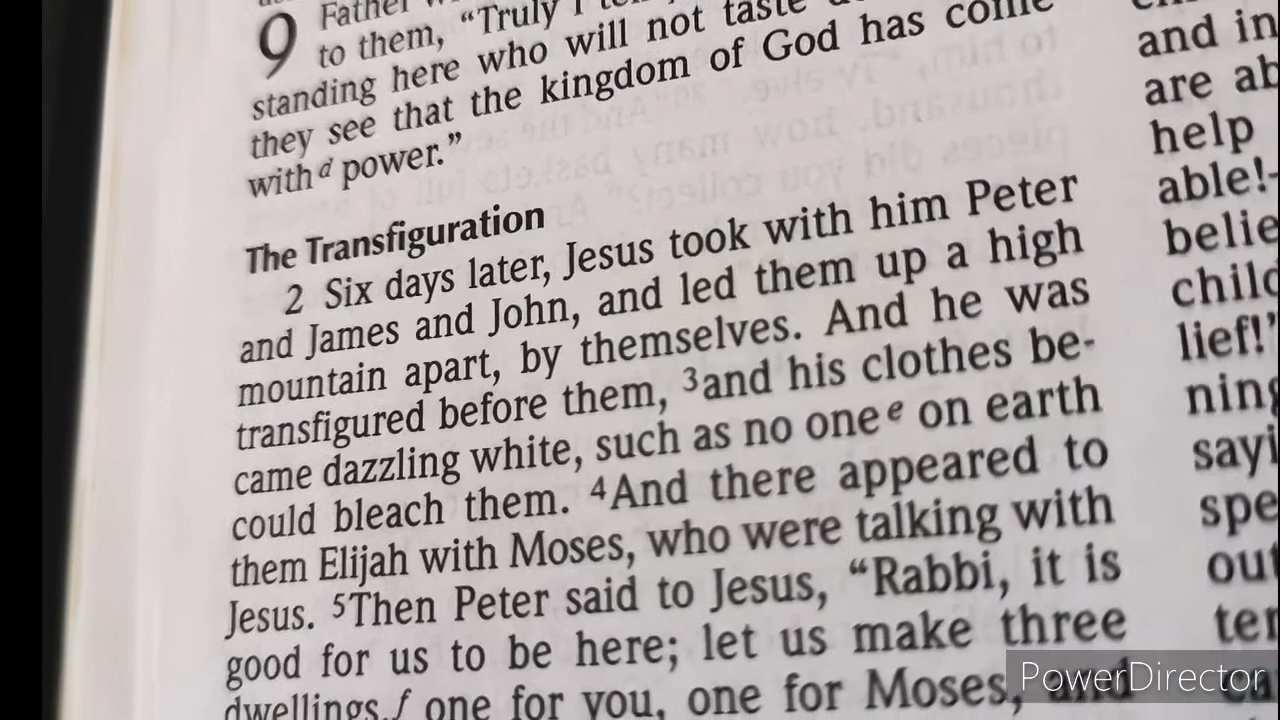 9 Father
to them, “Truly I
standing here who will not taste
they see that the kingdom of God has come
with d power.”
The Transfiguration
2 Six days later, Jesus took with him Peter
and James and John, and led them up a high
mountain apart, by themselves. And he was
transfigured before them, 3and his clothes be-
came dazzling white, such as no one e on earth
could bleach them. 4And there appeared to
them Elijah with Moses, who were talking with
Jesus. 5Then Peter said to Jesus, “Rabbi, it is
good for us to be here; let us make three
dwellings,f one for you, one for Moses, and
and in
are ab
help
able!-
belie
chilc
lief!’
ning
sayi
spe
out
ter
PowerDirector